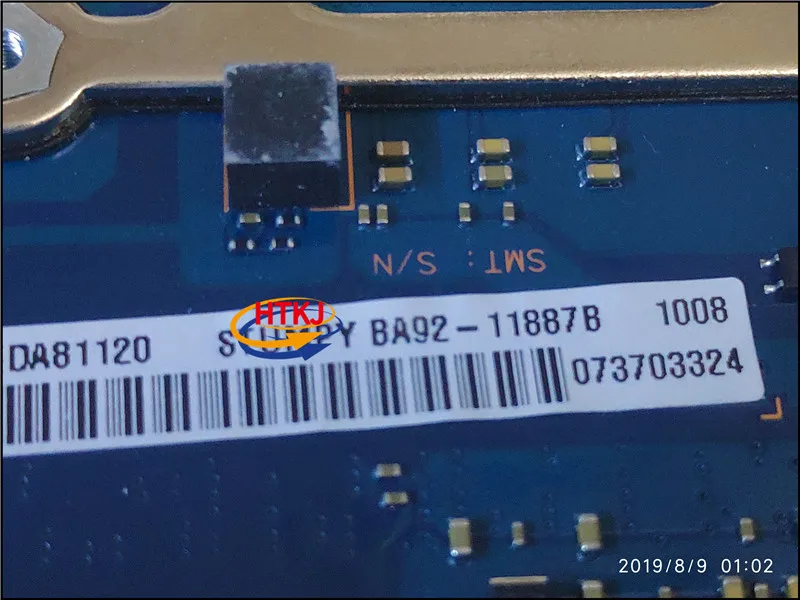 SMT: S/N
HTKJ
DA81120 BA92-11887B 1008
073703324
2019/8/9 01:02